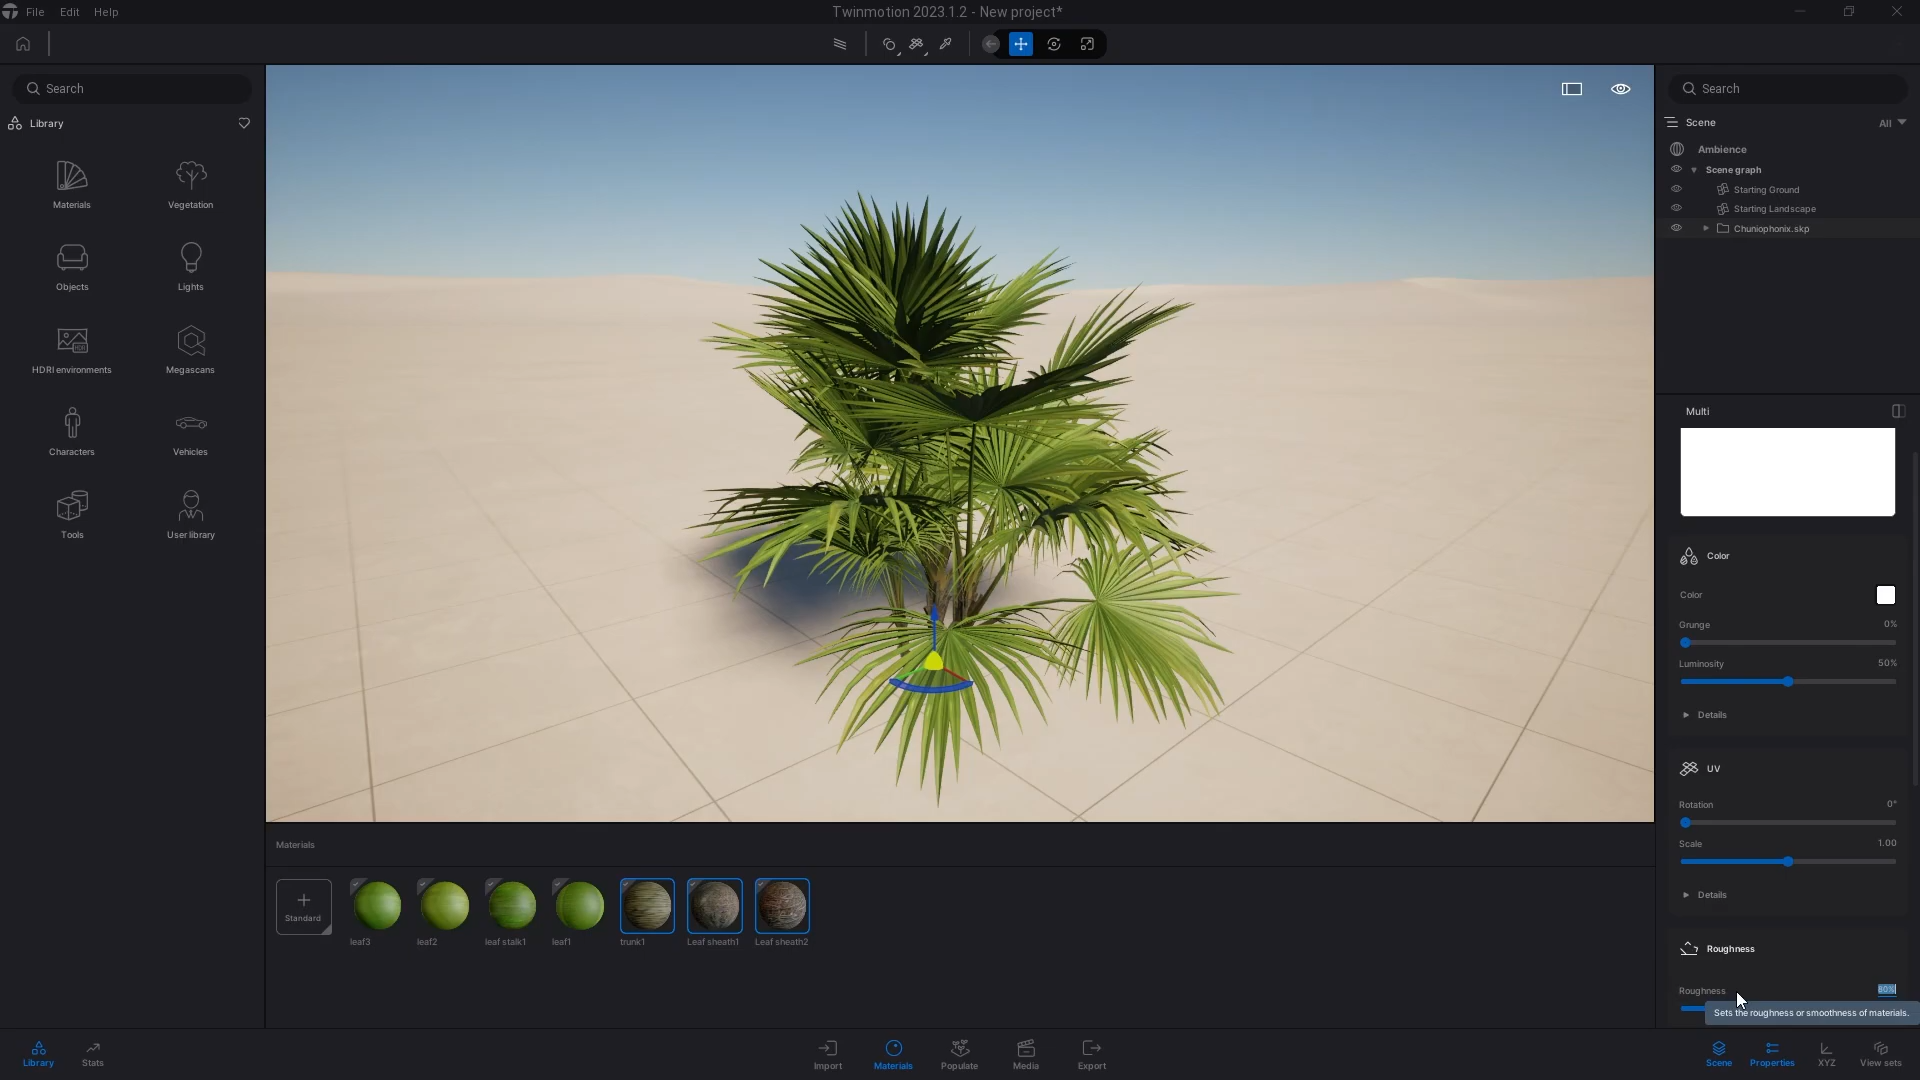 File Edit Help
Twinmotion 2023.1.2 - New project*
Search
Library
Materials
Vegetation
Objects
Lights
HDR
HDRI environments
Megascans
Characters
Vehicles
Tools
User library
Search
Scene
All
Ambience
Scene graph
Starting Ground
Starting Landscape
Chuniophonix.skp
Multi
Color
Color
Grunge 0%
Luminosity 50%
Details
UV
Rotation 0°
Scale 1.00
Details
Roughness
Roughness 80%
Sets the roughness or smoothness of materials.
Materials
Standard
leaf3
leaf2
leaf stalk1
leaf1
trunk1
Leaf sheath1
Leaf sheath2
Library
Stats
Import
Materials
Populate
Media
Export
Scene
Properties
XYZ
View sets